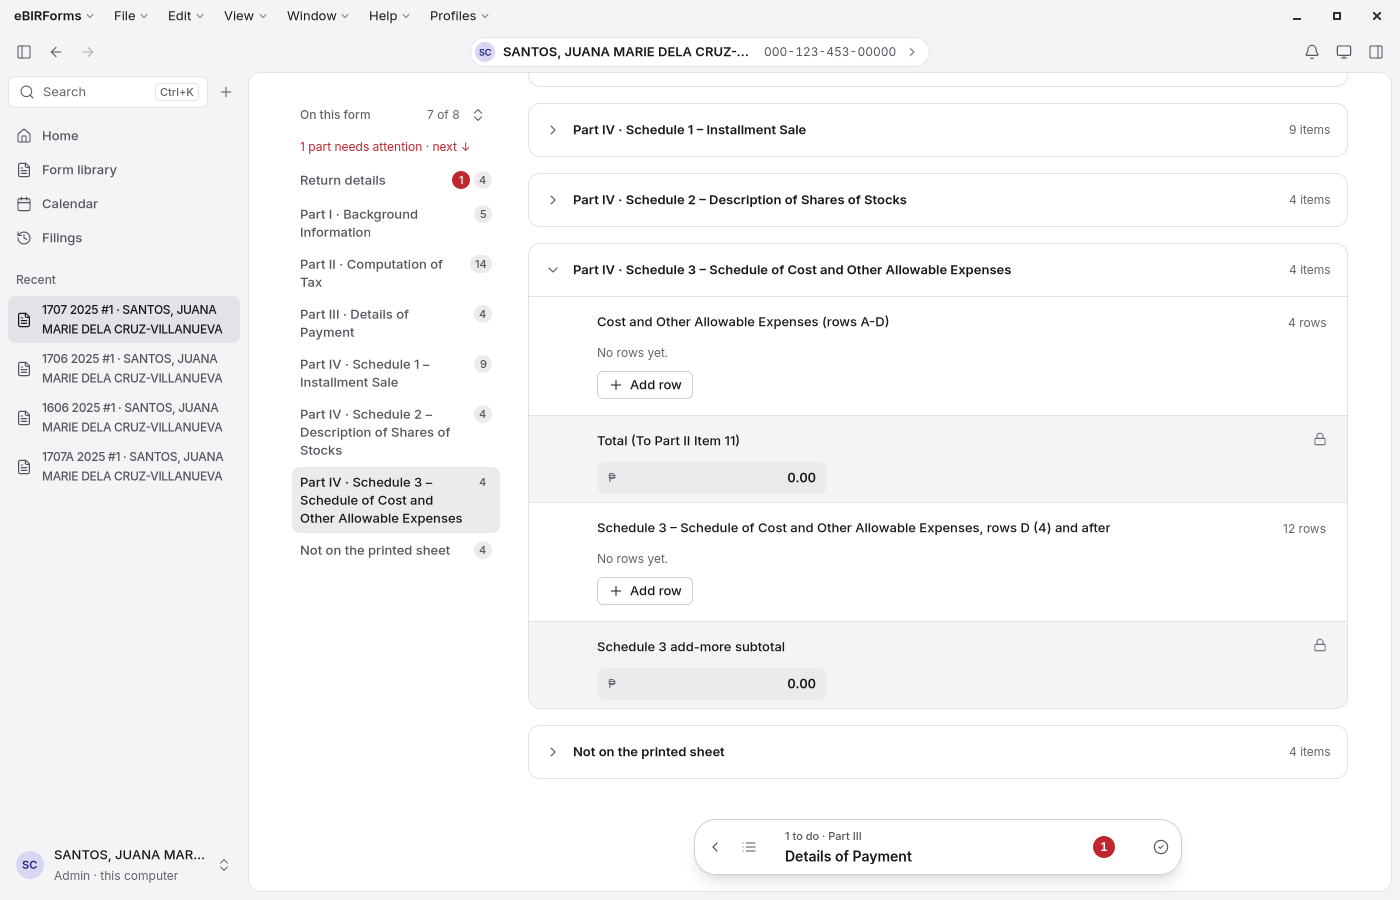 eBIRForms File Edit View Window Help Profiles
SC SANTOS, JUANA MARIE DELA CRUZ-... 000-123-453-00000
Search Ctrl+K
Home
Form library
Calendar
Filings
Recent
1707 2025 #1 · SANTOS, JUANA
MARIE DELA CRUZ-VILLANUEVA
1706 2025 #1 · SANTOS, JUANA
MARIE DELA CRUZ-VILLANUEVA
1606 2025 #1 · SANTOS, JUANA
MARIE DELA CRUZ-VILLANUEVA
1707A 2025 #1 · SANTOS, JUANA
MARIE DELA CRUZ-VILLANUEVA
SC SANTOS, JUANA MAR...
Admin · this computer
On this form 7 of 8
1 part needs attention · next ↓
Return details 1 4
Part I · Background 5
Information
Part II · Computation of 14
Tax
Part III · Details of 4
Payment
Part IV · Schedule 1 – 9
Installment Sale
Part IV · Schedule 2 – 4
Description of Shares of
Stocks
Part IV · Schedule 3 – 4
Schedule of Cost and
Other Allowable Expenses
Not on the printed sheet 4
Part IV · Schedule 1 – Installment Sale 9 items
Part IV · Schedule 2 – Description of Shares of Stocks 4 items
Part IV · Schedule 3 – Schedule of Cost and Other Allowable Expenses 4 items
Cost and Other Allowable Expenses (rows A-D) 4 rows
No rows yet.
Add row
Total (To Part II Item 11)
₱ 0.00
Schedule 3 – Schedule of Cost and Other Allowable Expenses, rows D (4) and after 12 rows
No rows yet.
Add row
Schedule 3 add-more subtotal
₱ 0.00
Not on the printed sheet 4 items
1 to do · Part III
Details of Payment 1